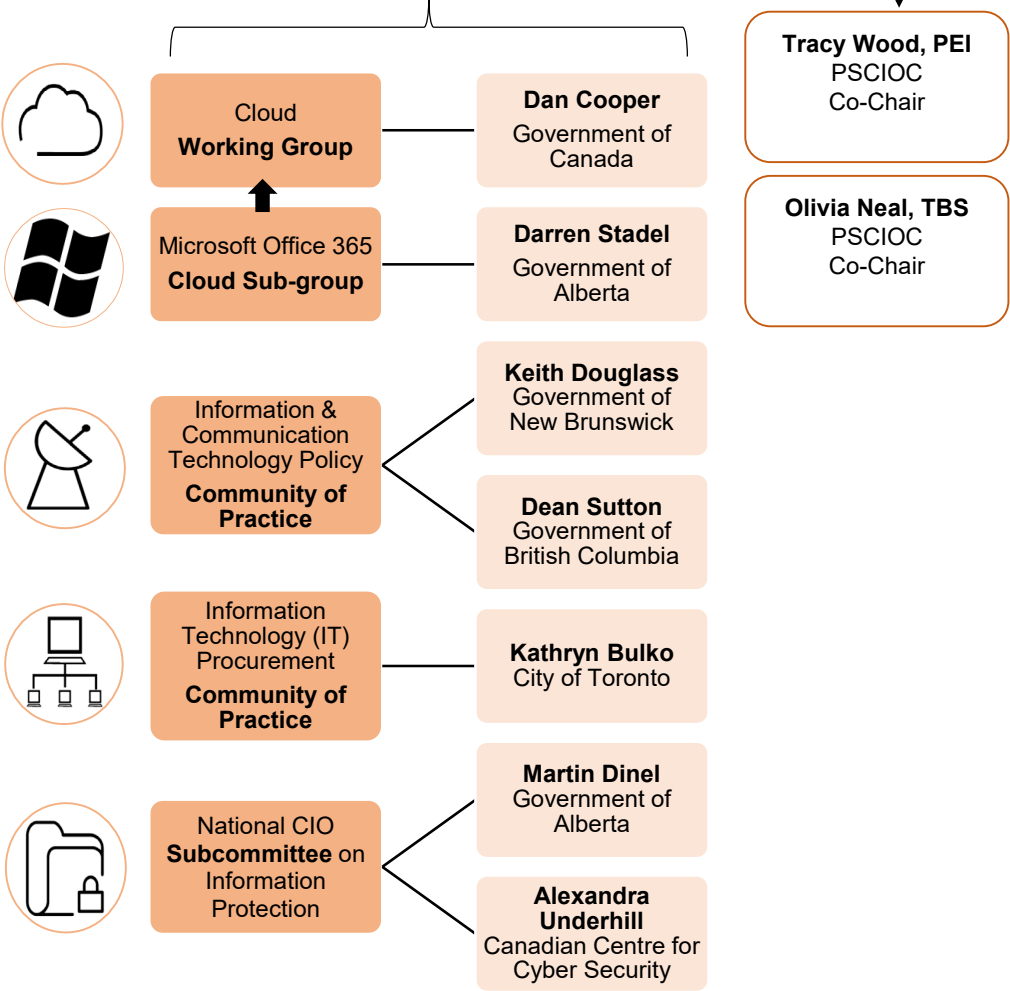 Cloud
Working Group
Dan Cooper
Government of
Canada
Microsoft Office 365
Cloud Sub-group
Darren Stadel
Government of
Alberta
Information &
Communication
Technology Policy
Community of
Practice
Keith Douglass
Government of
New Brunswick
Dean Sutton
Government of
British Columbia
Information
Technology (IT)
Procurement
Community of
Practice
Kathryn Bulko
City of Toronto
National CIO
Subcommittee on
Information
Protection
Martin Dinel
Government of
Alberta
Alexandra
Underhill
Canadian Centre for
Cyber Security
Tracy Wood, PEI
PSCIOC
Co-Chair
Olivia Neal, TBS
PSCIOC
Co-Chair